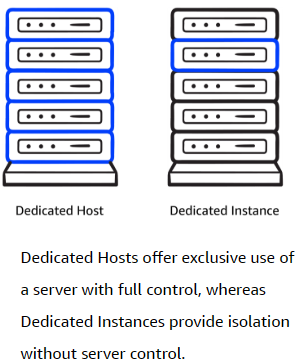 Dedicated Host
Dedicated Instance
Dedicated Hosts offer exclusive use of
a server with full control, whereas
Dedicated Instances provide isolation
without server control.